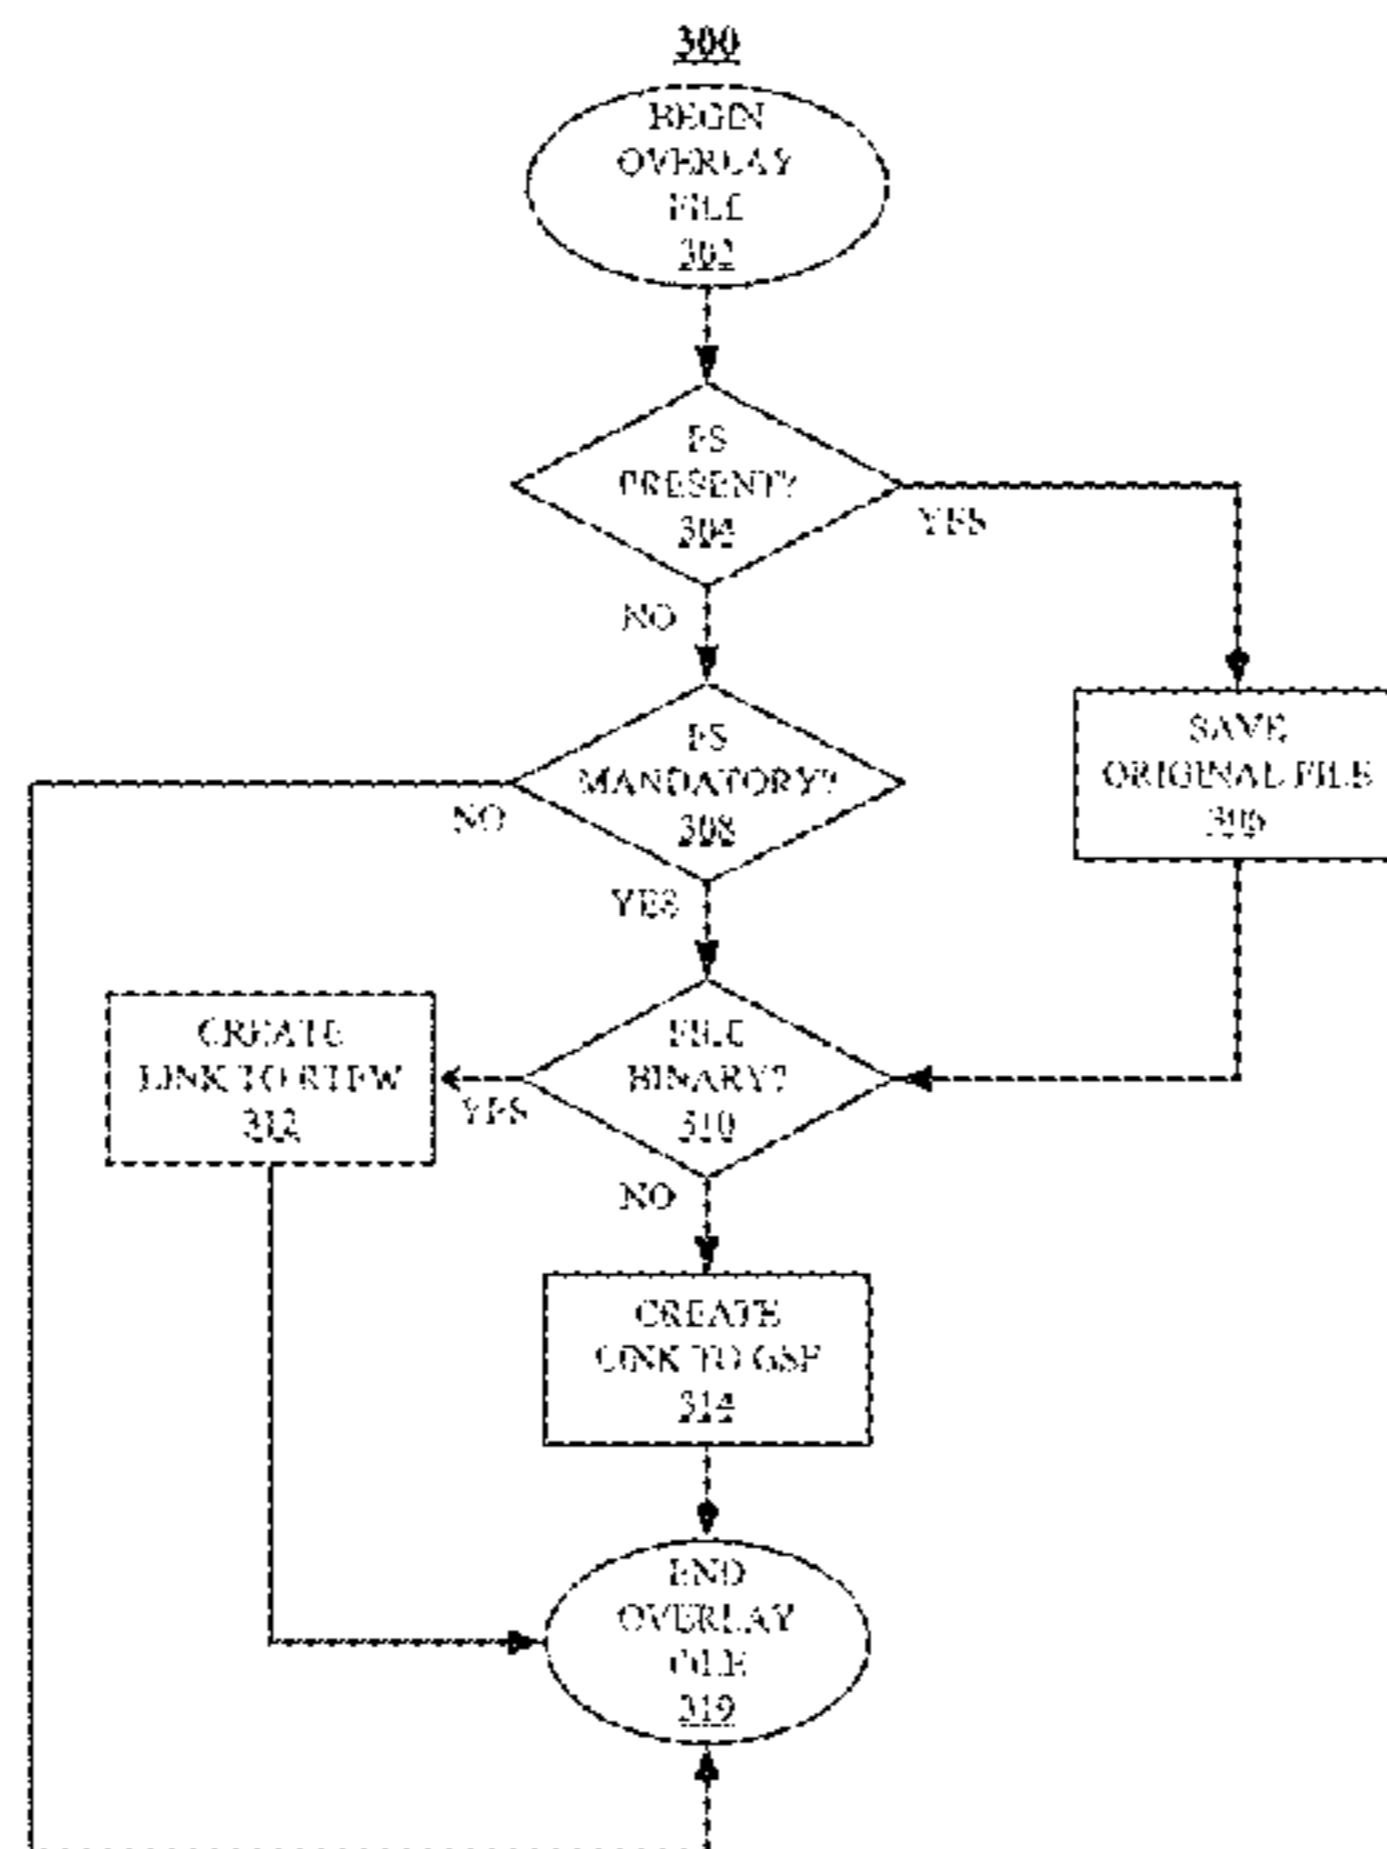 300
BEGIN
OVERLAY
FILE
302
FS
PRESENT?
304
YES
NO
FS
MANDATORY?
308
NO
YES
SAVE
ORIGINAL FILE
306
CREATE
LINK TO RTFW
312
YES
FILE
BINARY?
310
NO
CREATE
LINK TO GSF
314
END
OVERLAY
FILE
319